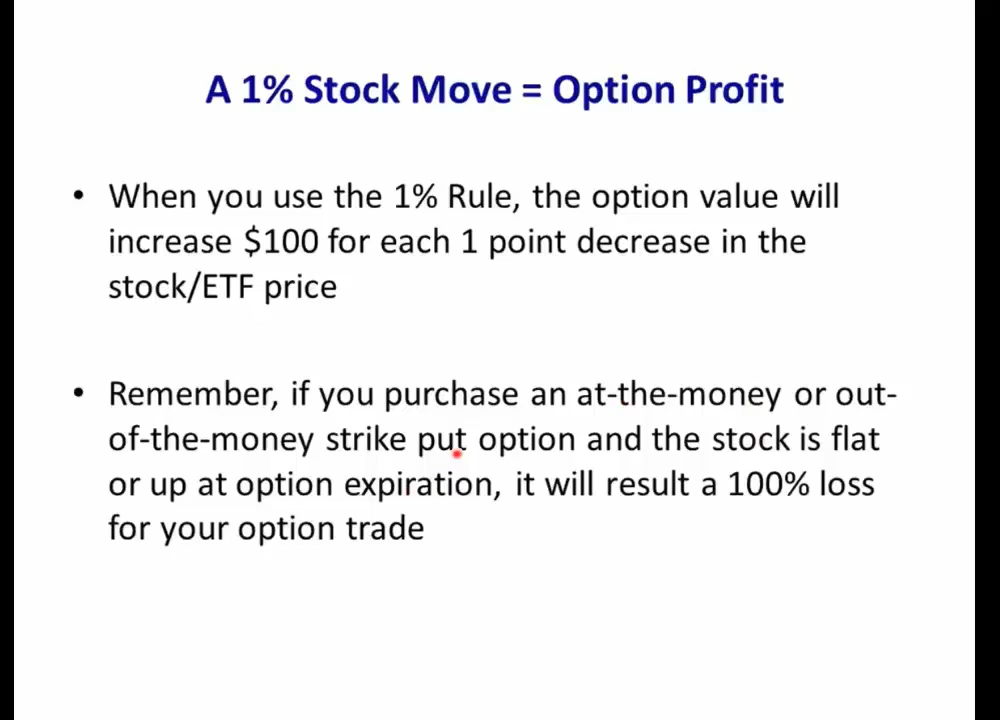 A 1% Stock Move = Option Profit
• When you use the 1% Rule, the option value will
increase $100 for each 1 point decrease in the
stock/ETF price
• Remember, if you purchase an at-the-money or out-
of-the-money strike put option and the stock is flat
or up at option expiration, it will result a 100% loss
for your option trade